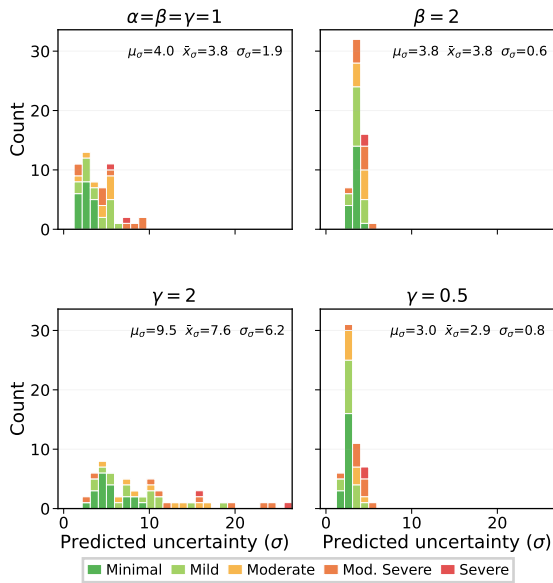 α=β=γ=1
β = 2
30
20
10
0
Count
μσ=4.0 x̄σ=3.8 σσ=1.9
μσ=3.8 x̄σ=3.8 σσ=0.6
γ = 2
γ = 0.5
30
20
10
0
Count
μσ=9.5 x̄σ=7.6 σσ=6.2
μσ=3.0 x̄σ=2.9 σσ=0.8
0 10 20
0 10 20
Predicted uncertainty (σ)
Predicted uncertainty (σ)
Minimal Mild Moderate Mod. Severe Severe